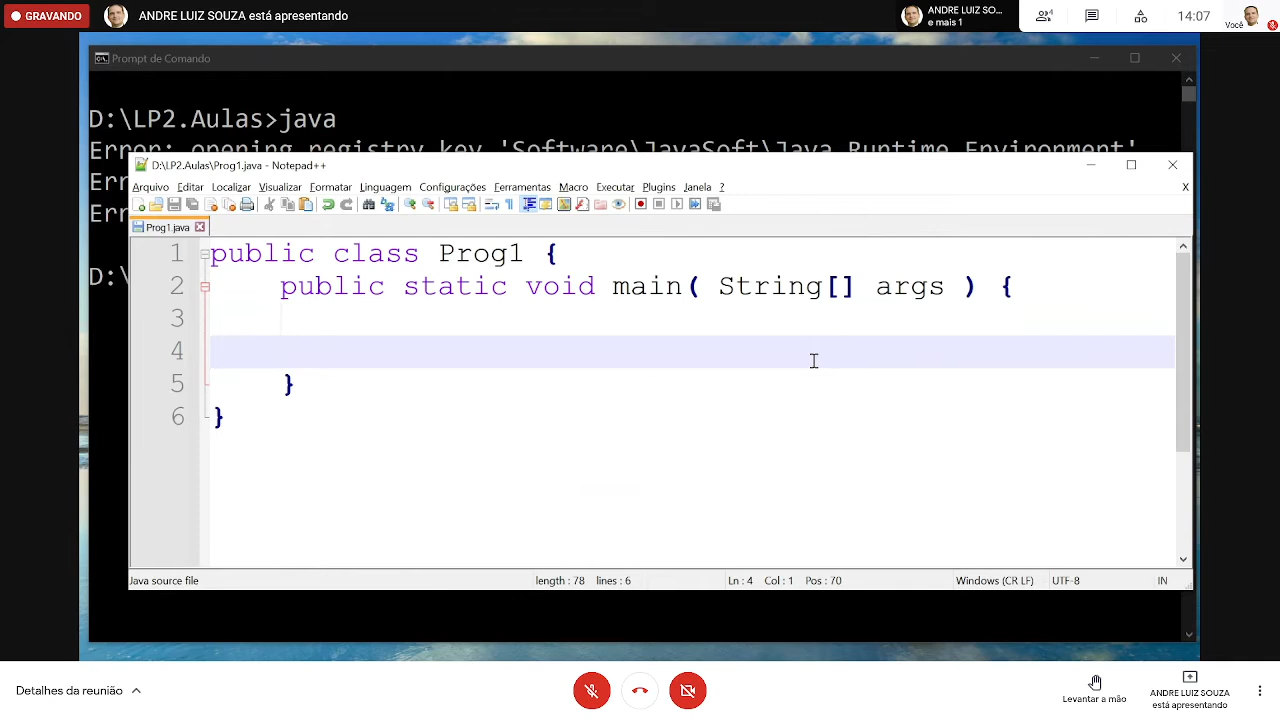 GRAVANDO
ANDRE LUIZ SOUZA está apresentando
ANDRE LUIZ SO...
e mais 1
4
14:07
Você
Prompt de Comando
D:\LP2.Aulas>java
Error: opening registry key 'Software\JavaSoft\Java Runtime Environment'
D:\LP2.Aulas\Prog1.java - Notepad++
Err
Arquivo Editar Localizar Visualizar Formatar Linguagem Configurações Ferramentas Macro Executar Plugins Janela ? X
Err
Prog1.java
1 public class Prog1 {
D:\
2 public static void main( String[] args ) {
3
4
5 }
6 }
Java source file length : 78 lines : 6 Ln : 4 Col : 1 Pos : 70 Windows (CR LF) UTF-8 IN
Detalhes da reunião
Levantar a mão
ANDRE LUIZ SOUZA
está apresentando